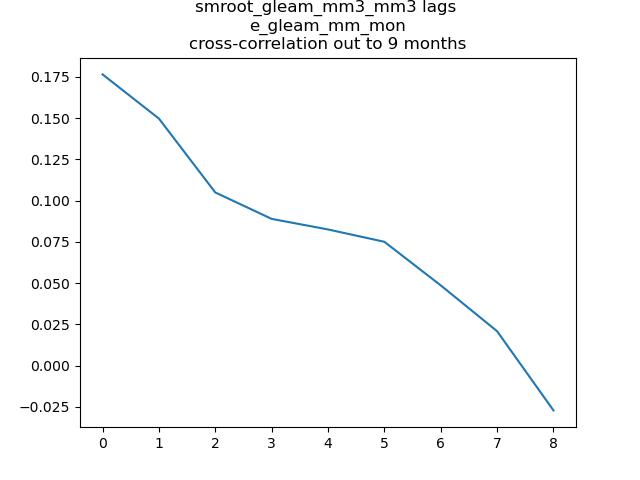 smroot_gleam_mm3_mm3 lags
e_gleam_mm_mon
cross-correlation out to 9 months
0.175
0.150
0.125
0.100
0.075
0.050
0.025
0.000
−0.025
0 1 2 3 4 5 6 7 8